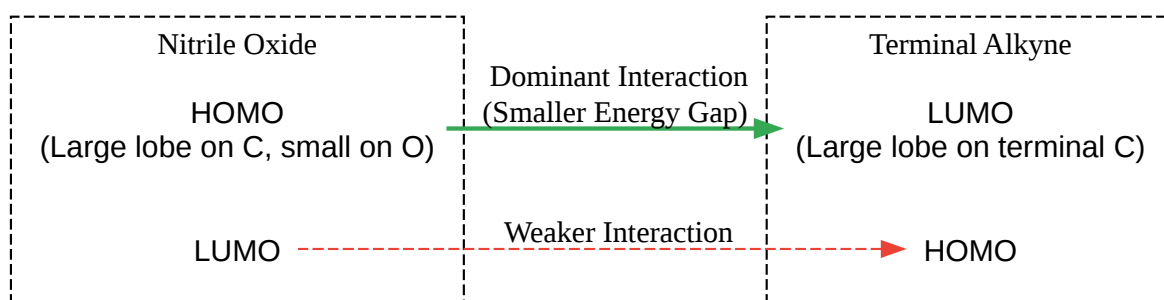 Nitrile Oxide
HOMO
(Large lobe on C, small on O)
LUMO
Dominant Interaction
(Smaller Energy Gap)
Weaker Interaction
Terminal Alkyne
LUMO
(Large lobe on terminal C)
HOMO